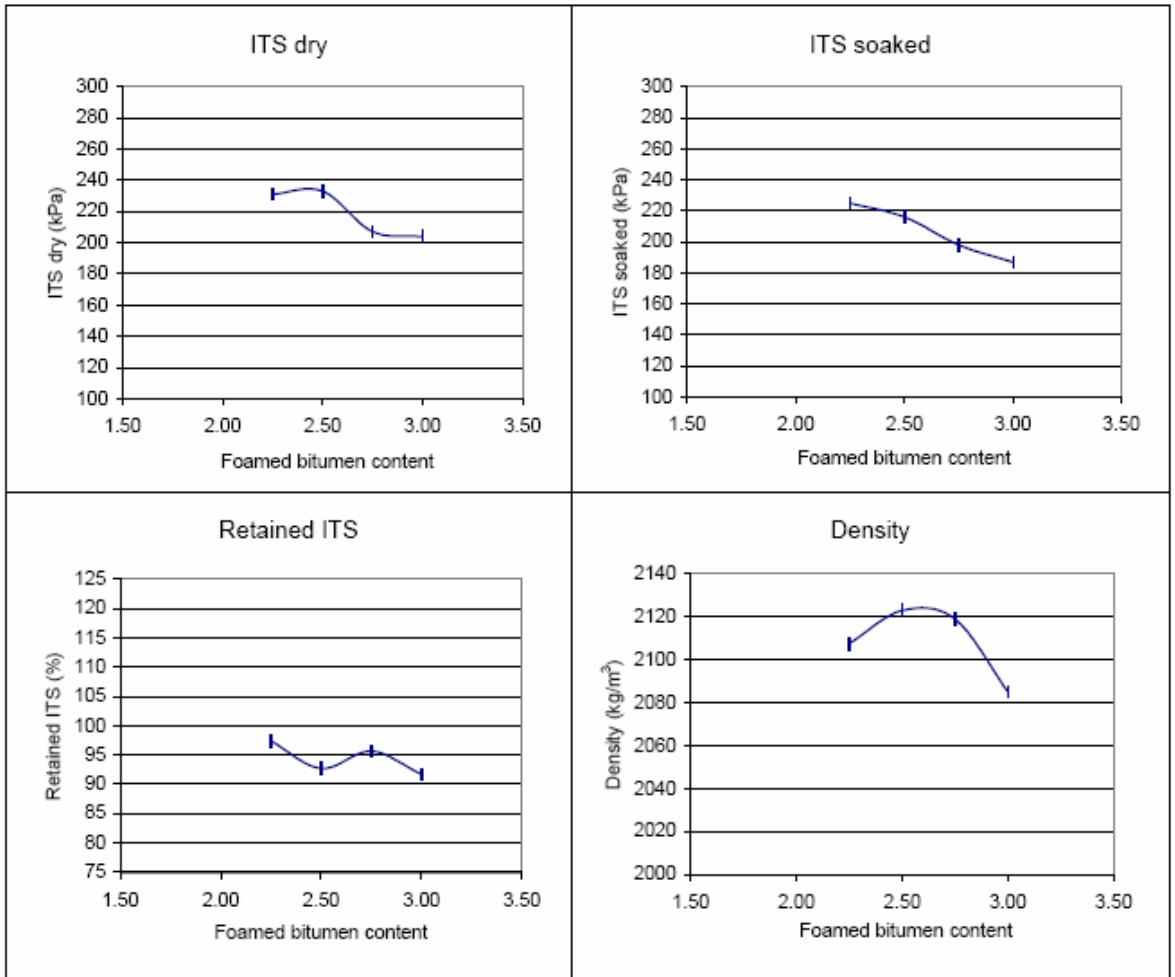 ITS dry
300
280
260
240
220
200
180
160
140
120
100
ITS dry (kPa)
1.50 2.00 2.50 3.00 3.50
Foamed bitumen content
ITS soaked
300
280
260
240
220
200
180
160
140
120
100
ITS soaked (kPa)
1.50 2.00 2.50 3.00 3.50
Foamed bitumen content
Retained ITS
125
120
115
110
105
100
95
90
85
80
75
Retained ITS (%)
1.50 2.00 2.50 3.00 3.50
Foamed bitumen content
Density
2140
2120
2100
2080
2060
2040
2020
2000
Density (kg/m³)
1.50 2.00 2.50 3.00 3.50
Foamed bitumen content